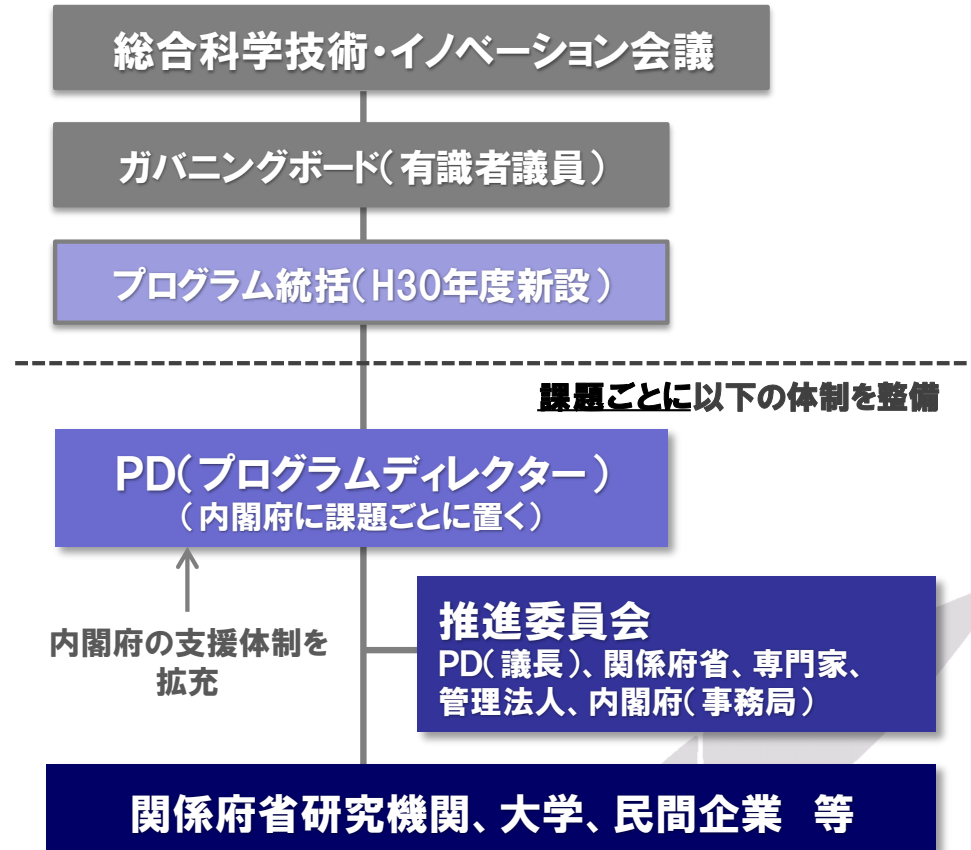 総合科学技術・イノベーション会議
ガバニングボード(有識者議員)
プログラム統括(H30年度新設)
課題ごとに以下の体制を整備
PD(プログラムディレクター)
(内閣府に課題ごとに置く)
内閣府の支援体制を
拡充
推進委員会
PD(議長)、関係府省、専門家、
管理法人、内閣府(事務局)
関係府省研究機関、大学、民間企業 等